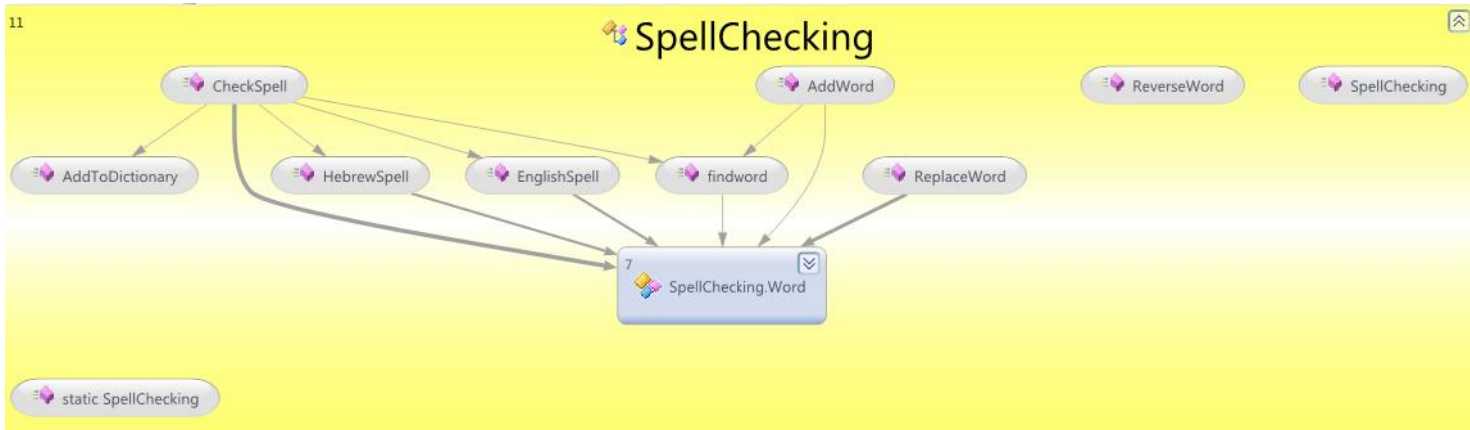 11
SpellChecking
CheckSpell
AddWord
ReverseWord
SpellChecking
AddToDictionary
HebrewSpell
EnglishSpell
findword
ReplaceWord
7
SpellChecking.Word
static SpellChecking